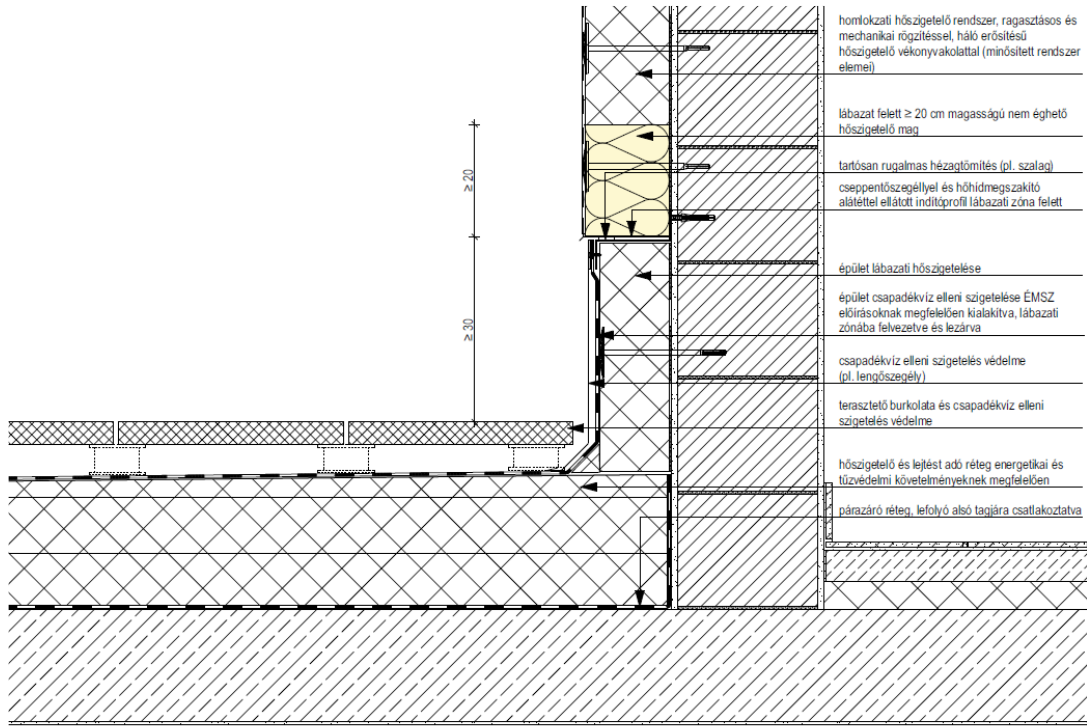 homlokzati hőszigetelő rendszer, ragasztásos és
mechanikai rögzítéssel, háló erősítésű
hőszigetelő vékonyvakolattal (minősített rendszer
elemei)
lábazat felett ≥ 20 cm magasságú nem éghető
hőszigetelő mag
≥ 20
tartósan rugalmas hézagtömítés (pl. szalag)
cseppentőszegéllyel és hőhídmegszakító
alátéttel ellátott indítóprofil lábazati zóna felett
épület lábazati hőszigetelése
épület csapadékvíz elleni szigetelése ÉMSZ
előírásoknak megfelelően kialakítva, lábazati
zónába felvezetve és lezárva
≥ 30
csapadékvíz elleni szigetelés védelme
(pl. lengőszegély)
terasztető burkolata és csapadékvíz elleni
szigetelés védelme
hőszigetelő és lejtést adó réteg energetikai és
tűzvédelmi követelményeknek megfelelően
párazáró réteg, lefolyó alsó tagjára csatlakoztatva